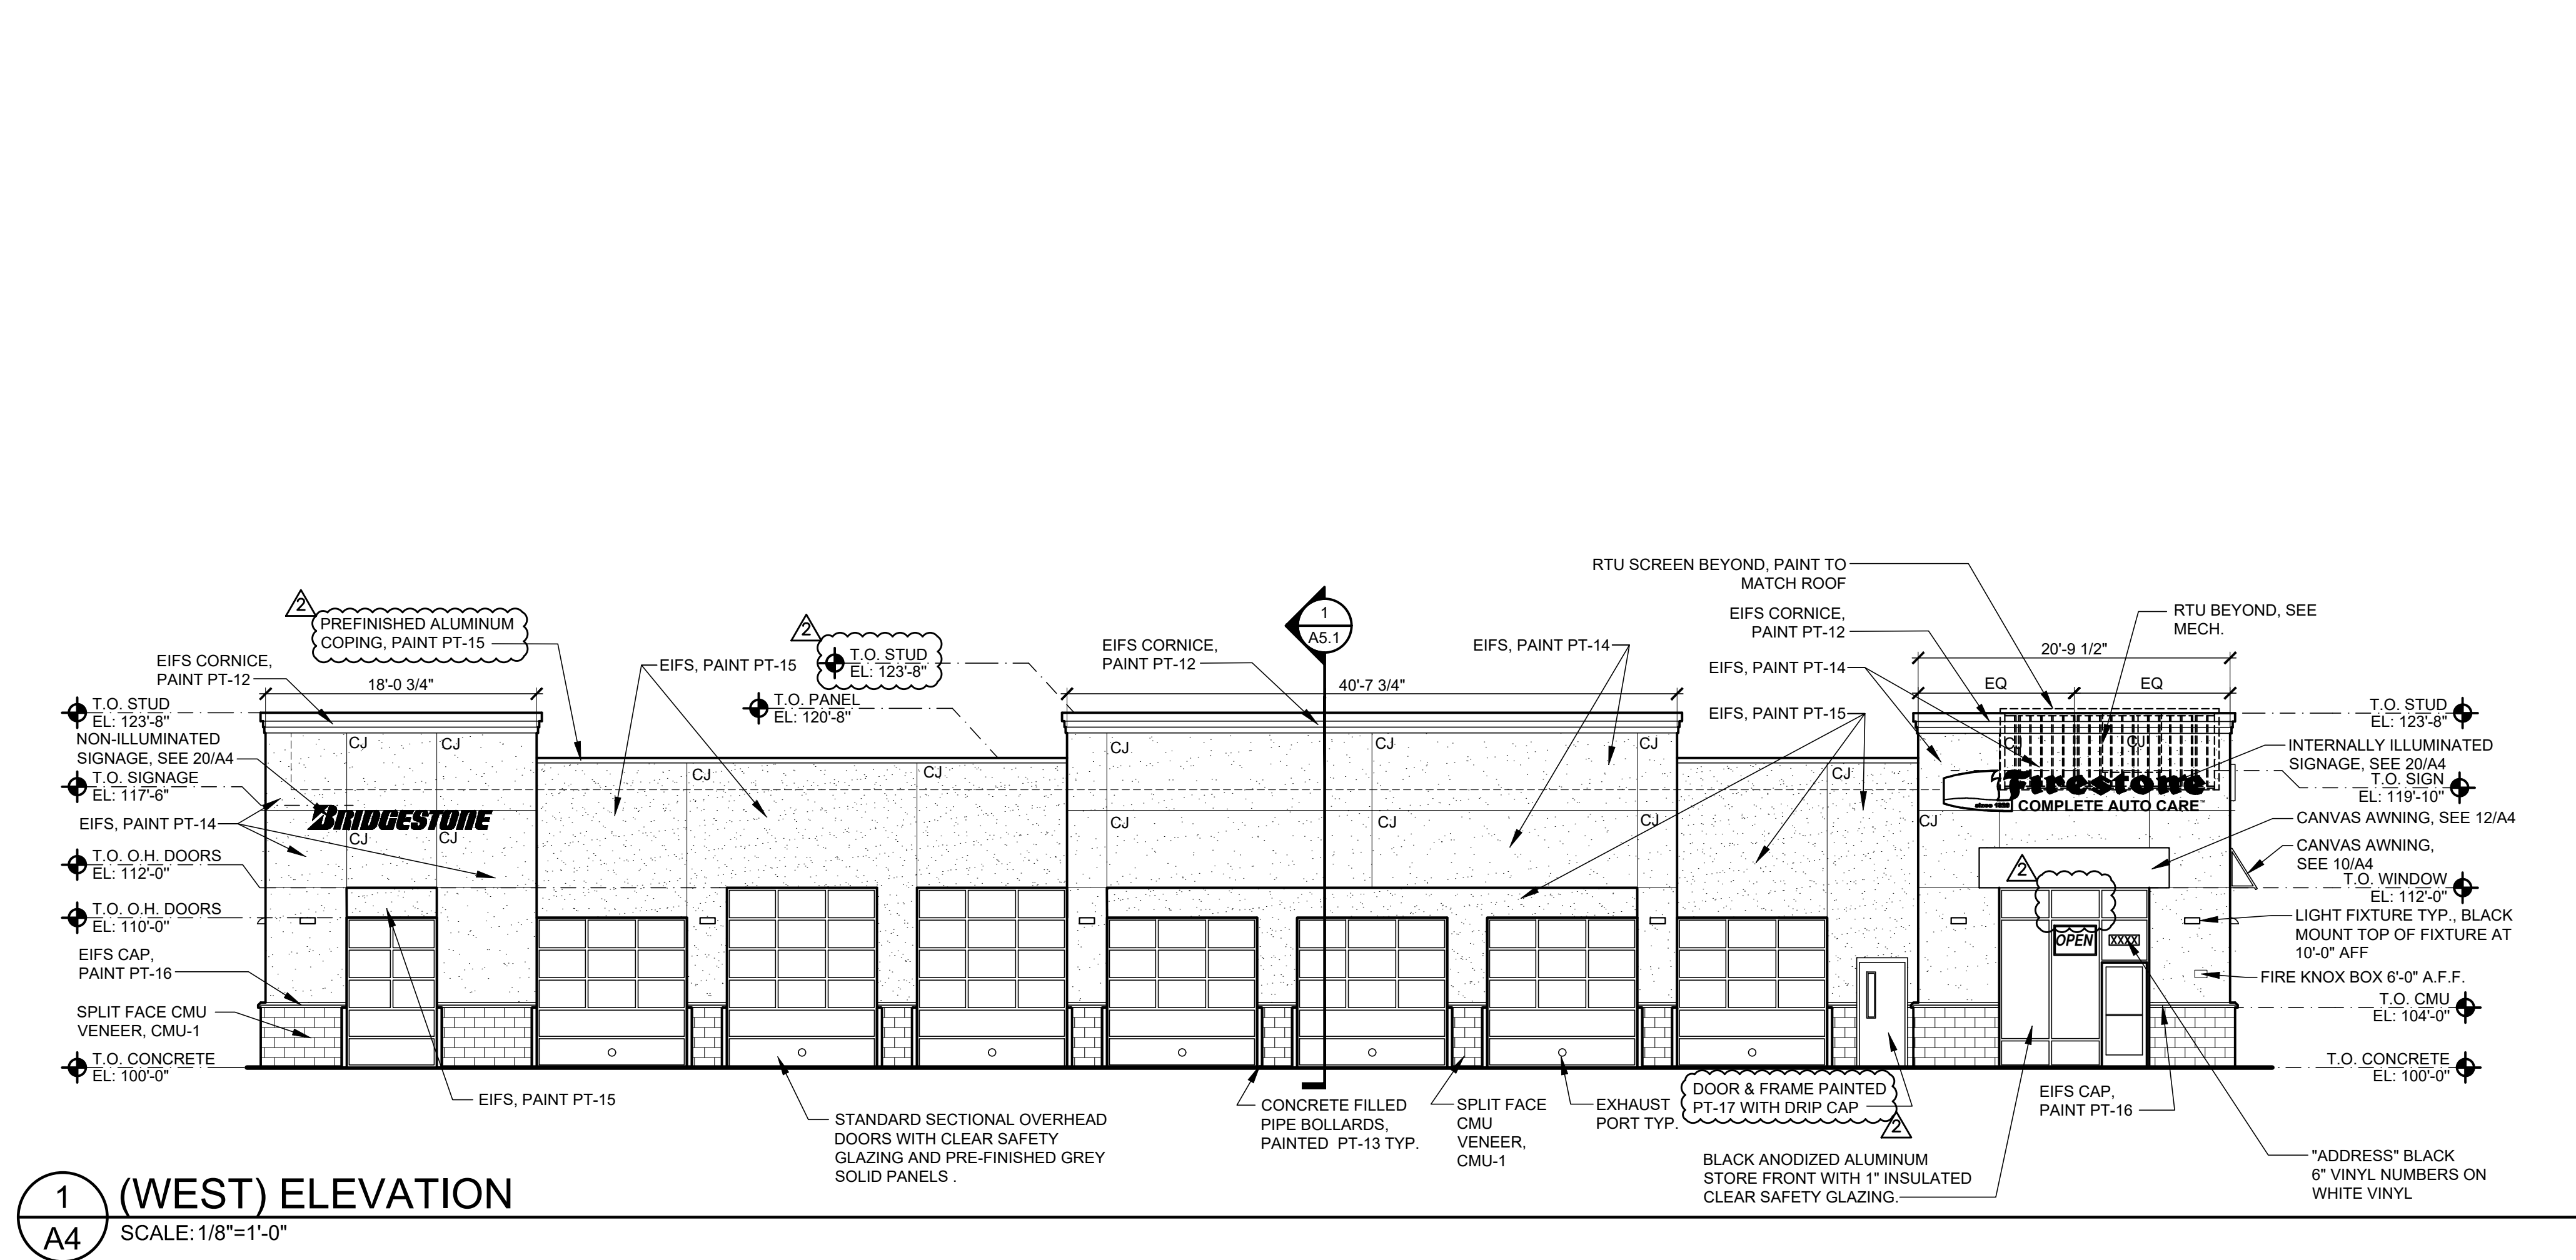 RTU SCREEN BEYOND, PAINT TO
MATCH ROOF
2
PREFINISHED ALUMINUM
COPING, PAINT PT-15
2
T.O. STUD
EL: 123'-8"
1
A5.1
EIFS CORNICE,
PAINT PT-12
RTU BEYOND, SEE
MECH.
EIFS CORNICE,
PAINT PT-12
EIFS, PAINT PT-15
EIFS CORNICE,
PAINT PT-12
EIFS, PAINT PT-14
EIFS, PAINT PT-14
20'-9 1/2"
18'-0 3/4"
40'-7 3/4"
EQ
EQ
T.O. PANEL
EL: 120'-8"
EIFS, PAINT PT-15
T.O. STUD
EL: 123'-8"
NON-ILLUMINATED
SIGNAGE, SEE 20/A4
T.O. SIGNAGE
EL: 117'-6"
EIFS, PAINT PT-14
T.O. O.H. DOORS
EL: 112'-0"
T.O. O.H. DOORS
EL: 110'-0"
EIFS CAP,
PAINT PT-16
SPLIT FACE CMU
VENEER, CMU-1
T.O. CONCRETE
EL: 100'-0"
CJ
CJ
BRIDGESTONE
CJ
CJ
CJ
CJ
CJ
CJ
CJ
CJ
CJ
CJ
CJ
CJ
CJ
CJ
Firestone
since 1926
COMPLETE AUTO CARE™
2
OPEN
XXXX
T.O. STUD
EL: 123'-8"
INTERNALLY ILLUMINATED
SIGNAGE, SEE 20/A4
T.O. SIGN
EL: 119'-10"
CANVAS AWNING, SEE 12/A4
CANVAS AWNING,
SEE 10/A4
T.O. WINDOW
EL: 112'-0"
LIGHT FIXTURE TYP., BLACK
MOUNT TOP OF FIXTURE AT
10'-0" AFF
FIRE KNOX BOX 6'-0" A.F.F.
T.O. CMU
EL: 104'-0"
T.O. CONCRETE
EL: 100'-0"
EIFS, PAINT PT-15
STANDARD SECTIONAL OVERHEAD
DOORS WITH CLEAR SAFETY
GLAZING AND PRE-FINISHED GREY
SOLID PANELS .
CONCRETE FILLED
PIPE BOLLARDS,
PAINTED PT-13 TYP.
SPLIT FACE
CMU
VENEER,
CMU-1
EXHAUST
PORT TYP.
DOOR & FRAME PAINTED
PT-17 WITH DRIP CAP
2
EIFS CAP,
PAINT PT-16
BLACK ANODIZED ALUMINUM
STORE FRONT WITH 1" INSULATED
CLEAR SAFETY GLAZING.
"ADDRESS" BLACK
6" VINYL NUMBERS ON
WHITE VINYL
1
A4
(WEST) ELEVATION
SCALE: 1/8"=1'-0"